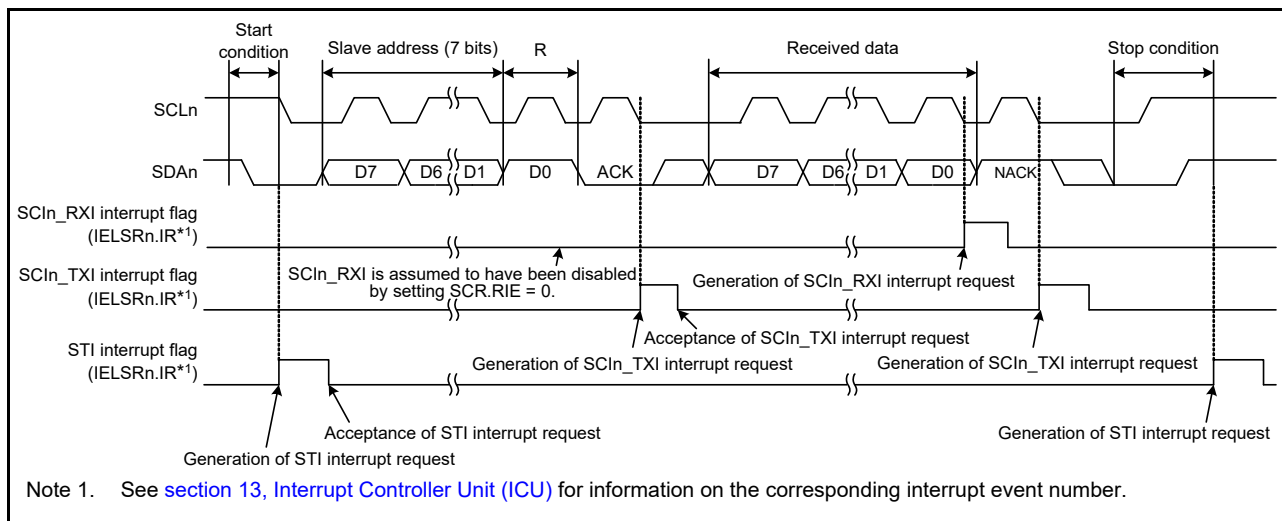 Start
condition
Slave address (7 bits)
R
Received data
Stop condition
SCLn
SDAn
D7
D6
D1
D0
ACK
D7
D6
D1
D0
NACK
SCIn_RXI interrupt flag
(IELSRn.IR*1)
SCIn_RXI is assumed to have been disabled
by setting SCR.RIE = 0.
Generation of SCIn_RXI interrupt request
SCIn_TXI interrupt flag
(IELSRn.IR*1)
Acceptance of SCIn_TXI interrupt request
Generation of SCIn_TXI interrupt request
Generation of SCIn_TXI interrupt request
STI interrupt flag
(IELSRn.IR*1)
Acceptance of STI interrupt request
Generation of STI interrupt request
Generation of STI interrupt request
Note 1. See section 13, Interrupt Controller Unit (ICU) for information on the corresponding interrupt event number.